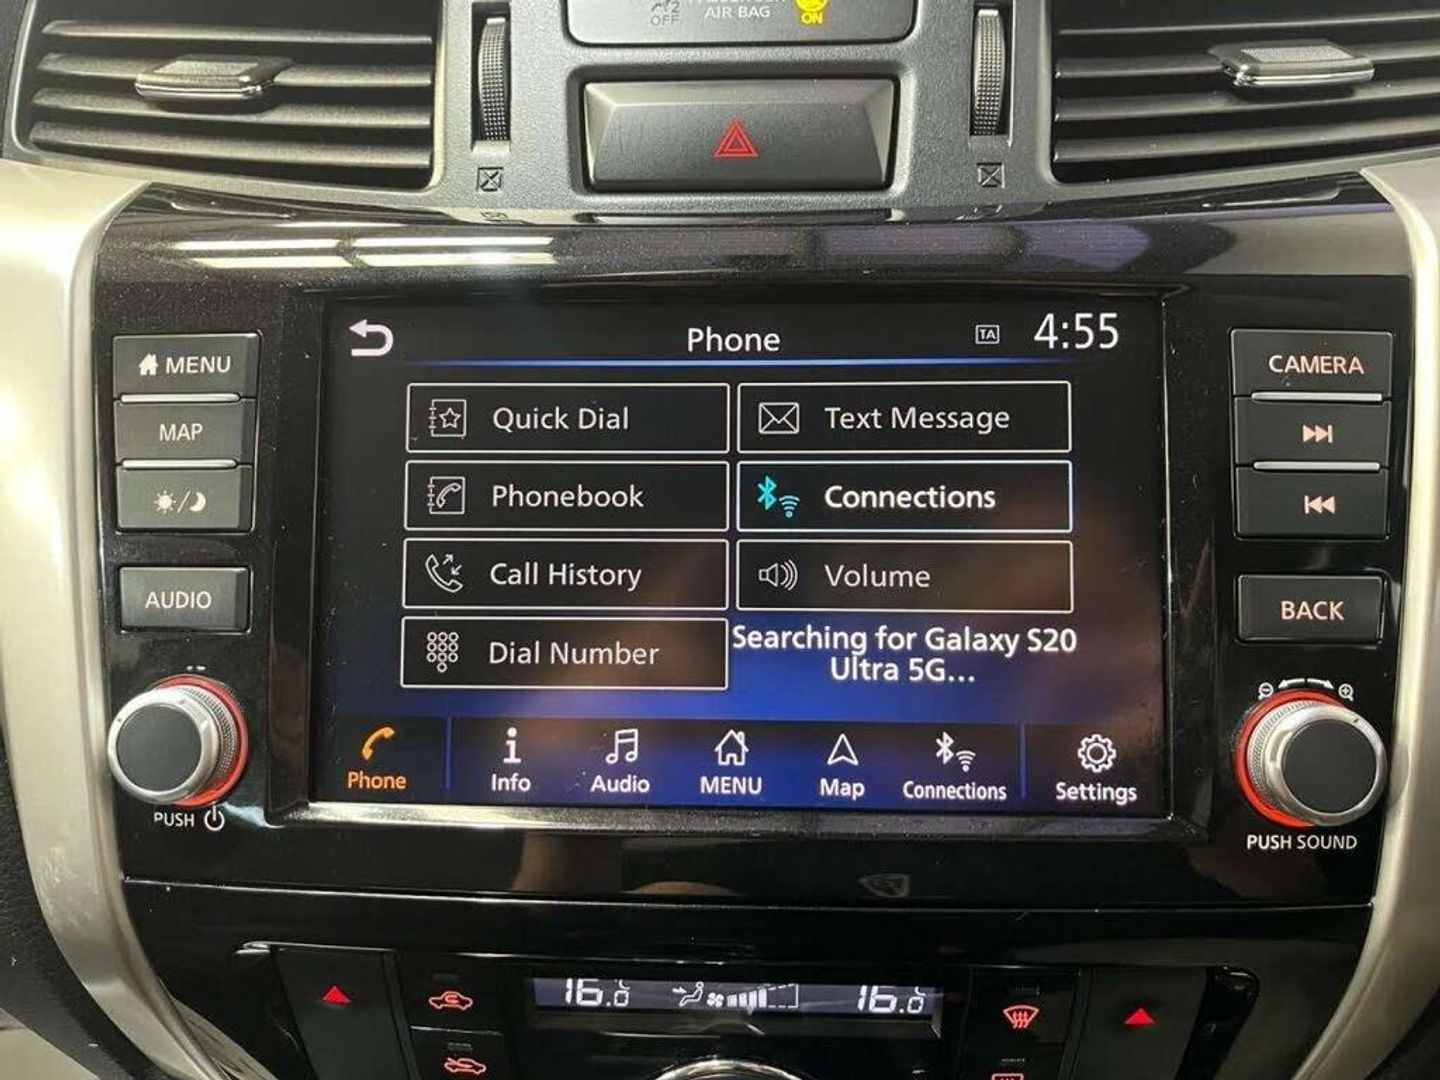 OFF
AIR BAG
ON
Phone
TA
4:55
MENU
MAP
AUDIO
PUSH
Quick Dial
Text Message
Phonebook
Connections
Call History
Volume
Dial Number
Searching for Galaxy S20
Ultra 5G...
Phone
Info
Audio
MENU
Map
Connections
Settings
CAMERA
BACK
PUSH SOUND
16.0
16.0